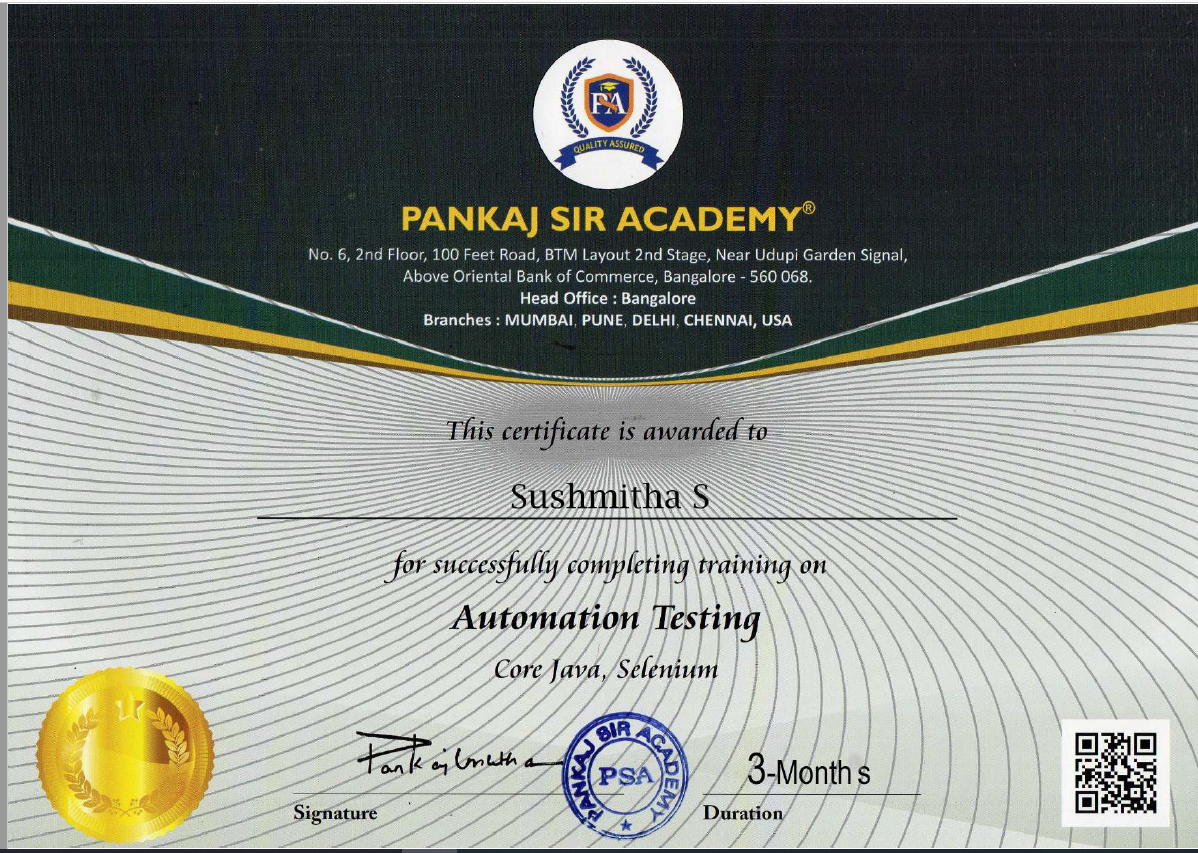 PSA
QUALITY ASSURED
PANKAJ SIR ACADEMY®
No. 6, 2nd Floor, 100 Feet Road, BTM Layout 2nd Stage, Near Udupi Garden Signal,
Above Oriental Bank of Commerce, Bangalore - 560 068.
Head Office : Bangalore
Branches : MUMBAI, PUNE, DELHI, CHENNAI, USA
This certificate is awarded to
Sushmitha S
for successfully completing training on
Automation Testing
Core Java, Selenium
PANKAJ SIR ACADEMY
PSA
3-Month s
Signature
Duration